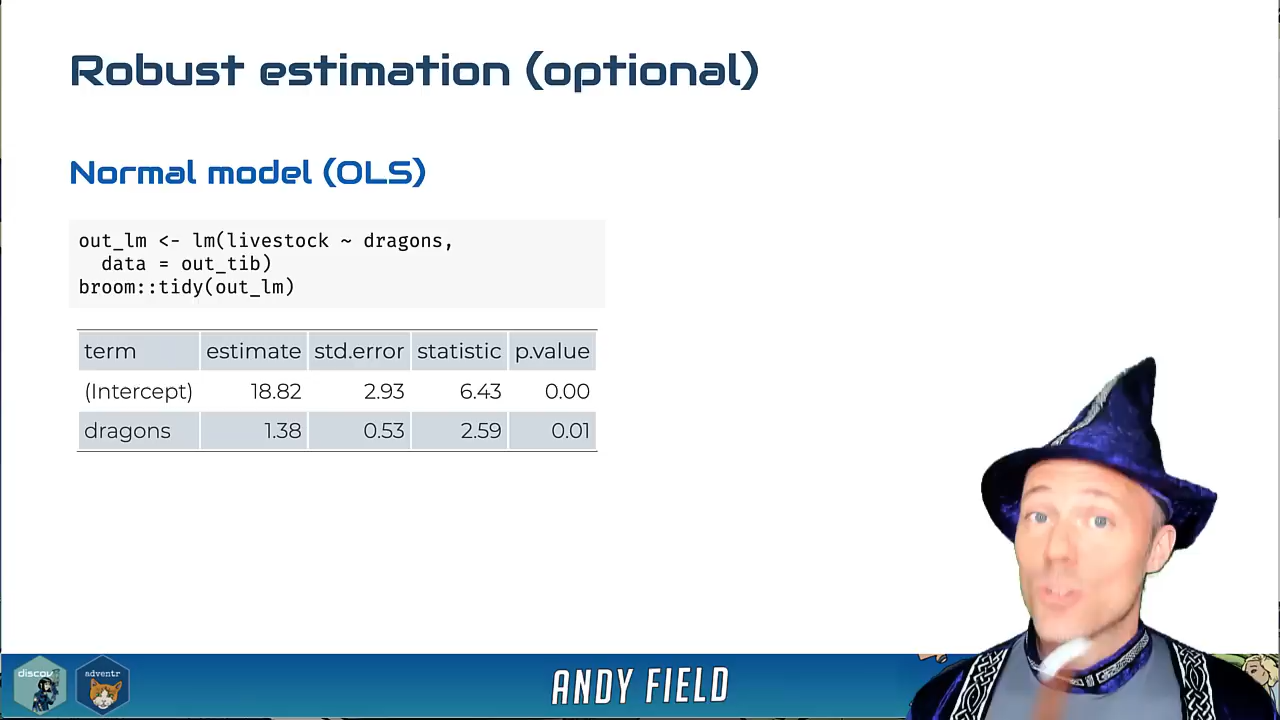 Robust estimation (optional)
Normal model (OLS)
out_lm <- lm(livestock ~ dragons,
data = out_tib)
broom::tidy(out_lm)
term estimate std.error statistic p.value
(Intercept) 18.82 2.93 6.43 0.00
dragons 1.38 0.53 2.59 0.01
discov
adventr
ANDY FIELD